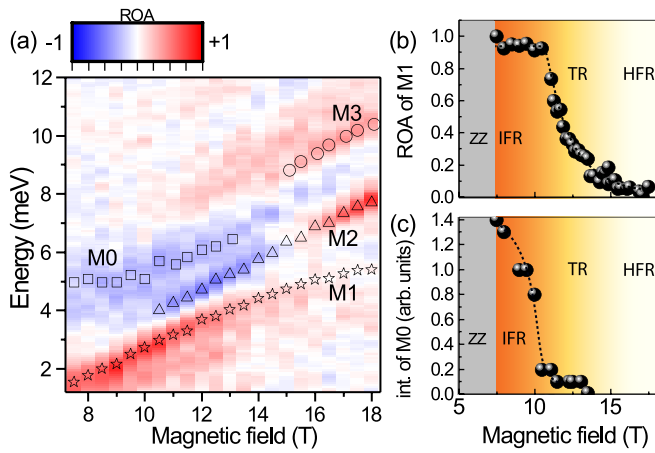 ROA
(a) -1 +1
12
10
8
6
4
2
Energy (meV)
M3
M0
M2
M1
8 10 12 14 16 18
Magnetic field (T)
(b)
1.0
0.8
0.6
0.4
0.2
0.0
ROA of M1
ZZ IFR TR HFR
(c)
1.4
1.2
1.0
0.8
0.6
0.4
0.2
0.0
int. of M0 (arb. units)
ZZ IFR TR HFR
5 10 15
Magnetic field (T)